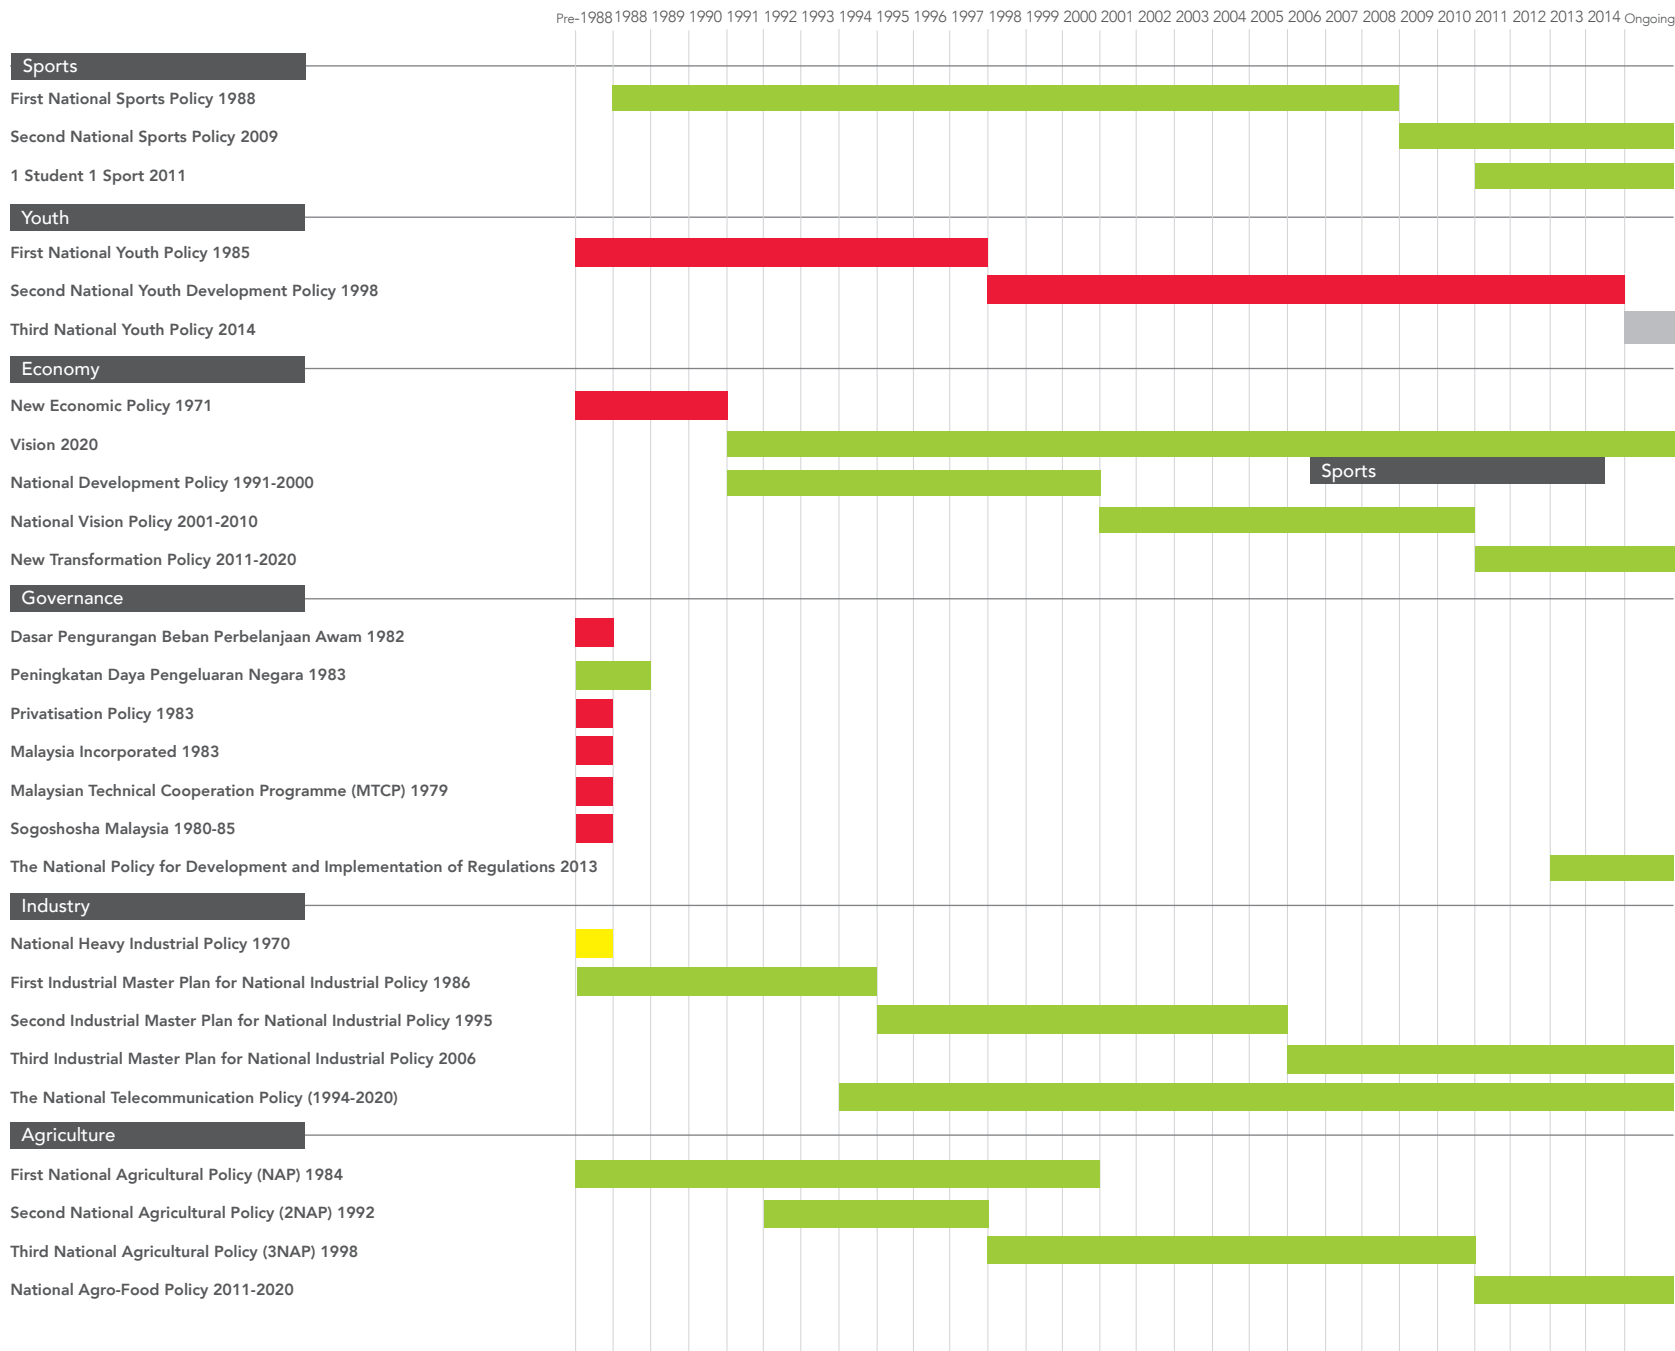 Pre-1988 1988 1989 1990 1991 1992 1993 1994 1995 1996 1997 1998 1999 2000 2001 2002 2003 2004 2005 2006 2007 2008 2009 2010 2011 2012 2013 2014 Ongoing
Sports
First National Sports Policy 1988
Second National Sports Policy 2009
1 Student 1 Sport 2011
Youth
First National Youth Policy 1985
Second National Youth Development Policy 1998
Third National Youth Policy 2014
Economy
New Economic Policy 1971
Vision 2020
Sports
National Development Policy 1991-2000
National Vision Policy 2001-2010
New Transformation Policy 2011-2020
Governance
Dasar Pengurangan Beban Perbelanjaan Awam 1982
Peningkatan Daya Pengeluaran Negara 1983
Privatisation Policy 1983
Malaysia Incorporated 1983
Malaysian Technical Cooperation Programme (MTCP) 1979
Sogoshosha Malaysia 1980-85
The National Policy for Development and Implementation of Regulations 2013
Industry
National Heavy Industrial Policy 1970
First Industrial Master Plan for National Industrial Policy 1986
Second Industrial Master Plan for National Industrial Policy 1995
Third Industrial Master Plan for National Industrial Policy 2006
The National Telecommunication Policy (1994-2020)
Agriculture
First National Agricultural Policy (NAP) 1984
Second National Agricultural Policy (2NAP) 1992
Third National Agricultural Policy (3NAP) 1998
National Agro-Food Policy 2011-2020